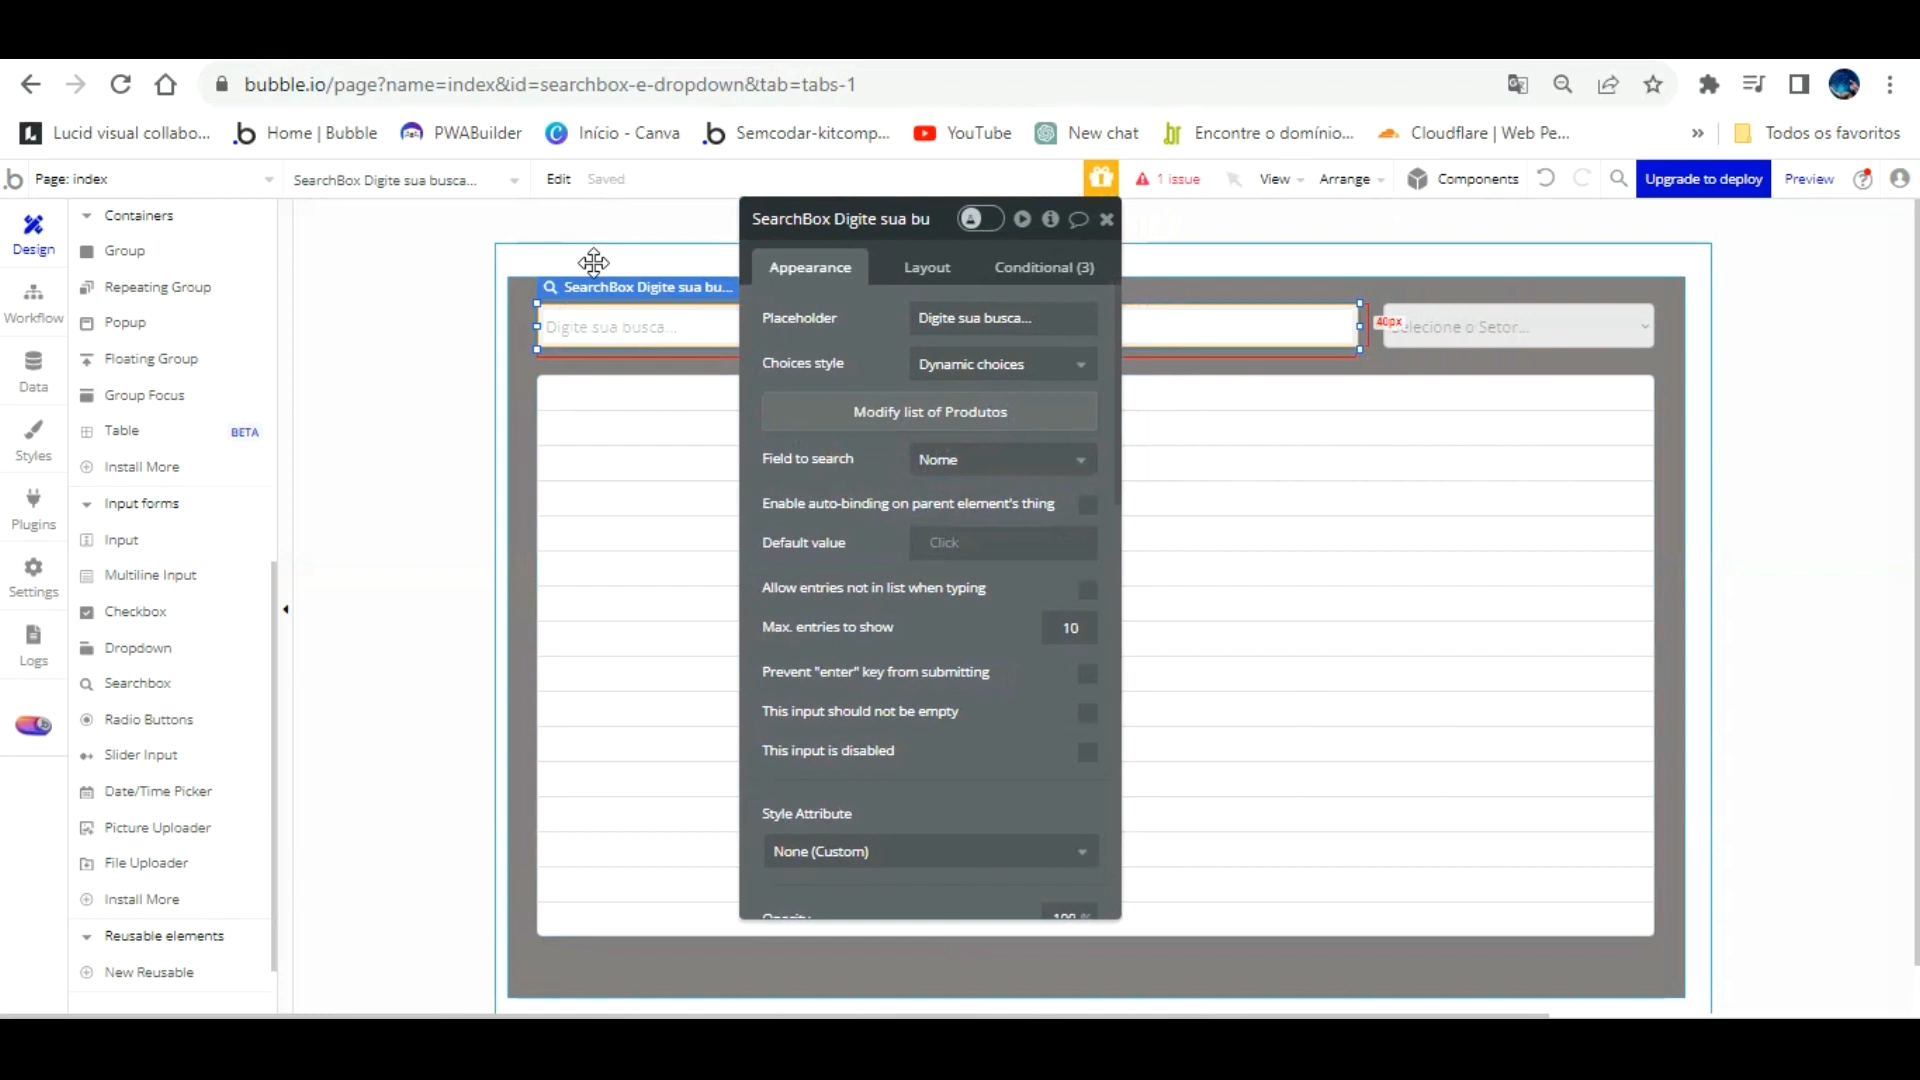 bubble.io/page?name=index&id=searchbox-e-dropdown&tab=tabs-1
Lucid visual collabo...
Home | Bubble
PWABuilder
Início - Canva
Semcodar-kitcomp...
YouTube
New chat
Encontre o domínio...
Cloudflare | Web Pe...
Todos os favoritos
Page: index
SearchBox Digite sua busca...
Edit
Saved
1 issue
View
Arrange
Components
Upgrade to deploy
Preview
Design
Workflow
Data
Styles
Plugins
Settings
Logs
Containers
Group
Repeating Group
Popup
Floating Group
Group Focus
Table
BETA
Install More
Input forms
Input
Multiline Input
Checkbox
Dropdown
Searchbox
Radio Buttons
Slider Input
Date/Time Picker
Picture Uploader
File Uploader
Install More
Reusable elements
New Reusable
SearchBox Digite sua bu...
Digite sua busca...
40px
elecione o Setor...
SearchBox Digite sua bu
Appearance
Layout
Conditional (3)
Placeholder
Digite sua busca...
Choices style
Dynamic choices
Modify list of Produtos
Field to search
Nome
Enable auto-binding on parent element's thing
Default value
Click
Allow entries not in list when typing
Max. entries to show
10
Prevent "enter" key from submitting
This input should not be empty
This input is disabled
Style Attribute
None (Custom)
Opacity
100 %